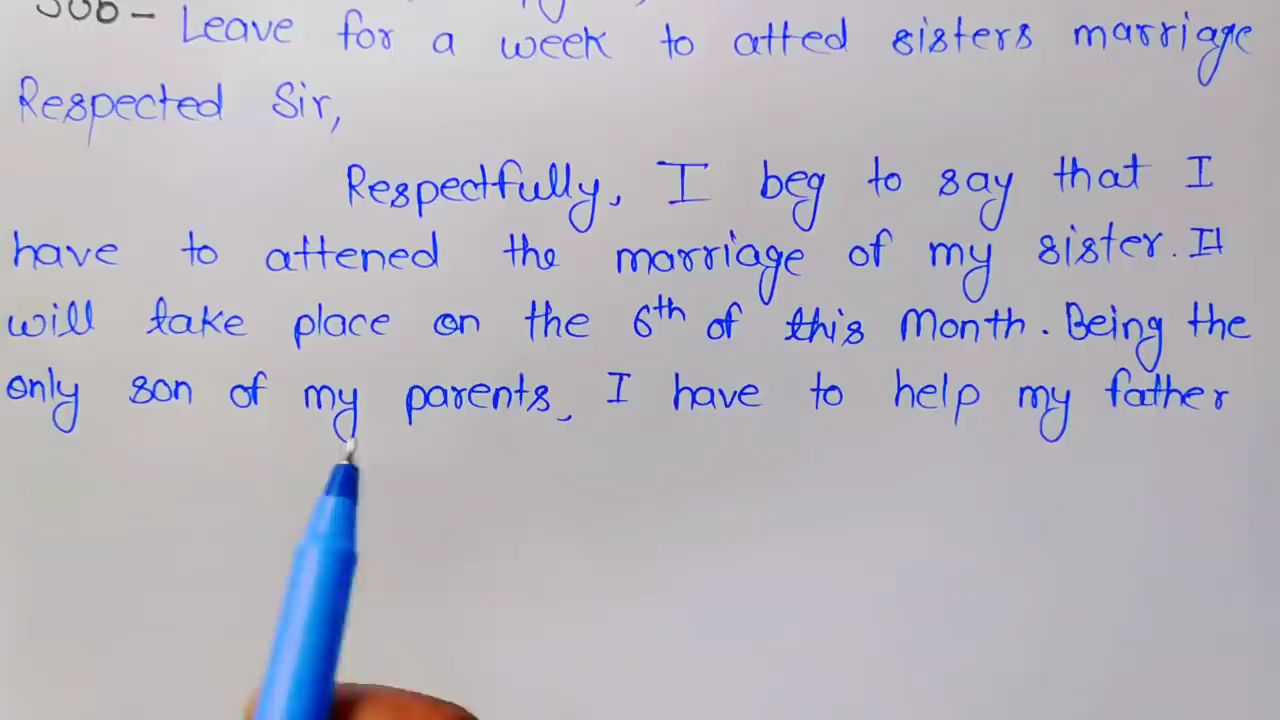 Sub - Leave for a week to atted sisters marriage
Respected Sir,
Respectfully, I beg to say that I
have to attened the marriage of my sister. It
will take place on the 6th of this Month. Being the
only son of my parents, I have to help my father